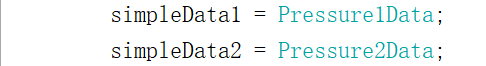 simpleData1 = Pressure1Data;
simpleData2 = Pressure2Data;